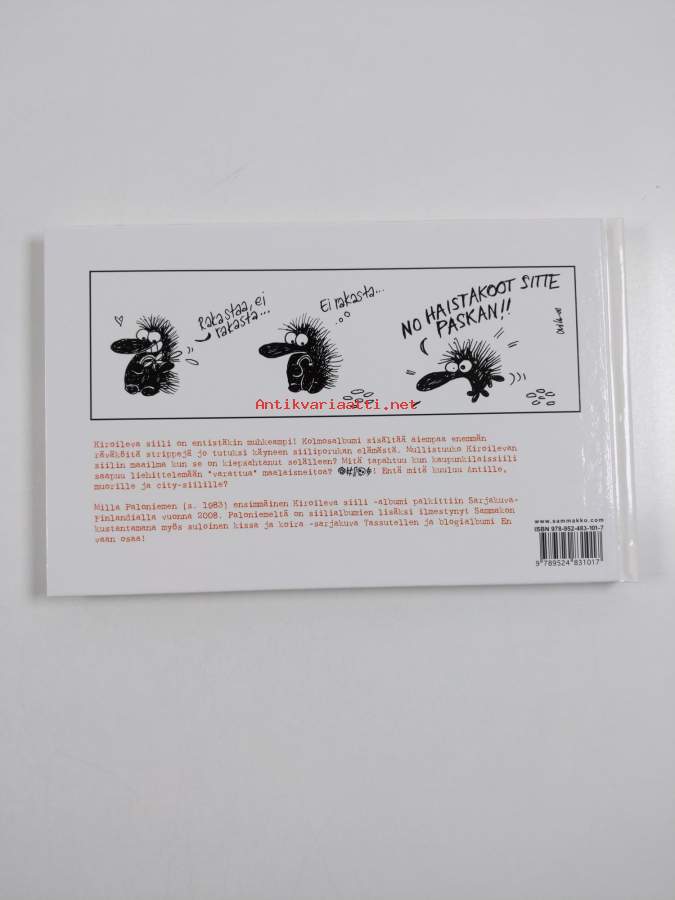 Rakastaa, ei
rakasta...
Ei rakasta...
NO HAISTAKOOT SITTE
PASKAN!!
Antikvariaatti.net
Kiroileva siili on entistäkin muhkeampi! Kolmosalbumi sisältää aiempaa enemmän
räväköitä strippejä jo tutuksi käyneen siiliporukan elämästä. Mullistuuko Kiroilevan
siilin maailma kun se on kiepsahtanut selälleen? Mitä tapahtuu kun kaupunkilaissiili
saapuu liehittelemään "varattua" maalaisneitoa? Entä mitä kuuluu Antille,
muorille ja city-siilille?
Milla Paloniemen (s. 1983) ensimmäinen Kiroileva siili -albumi palkittiin Sarjakuva-
Finlandialla vuonna 2008. Paloniemeltä on siilialbumien lisäksi ilmestynyt Sammakon
kustantamana myös suloinen kissa ja koira -sarjakuva Tassutellen ja blogialbumi En
vaan osaa!
www.sammakko.com
ISBN 978-952-483-101-7
9 789524 831017